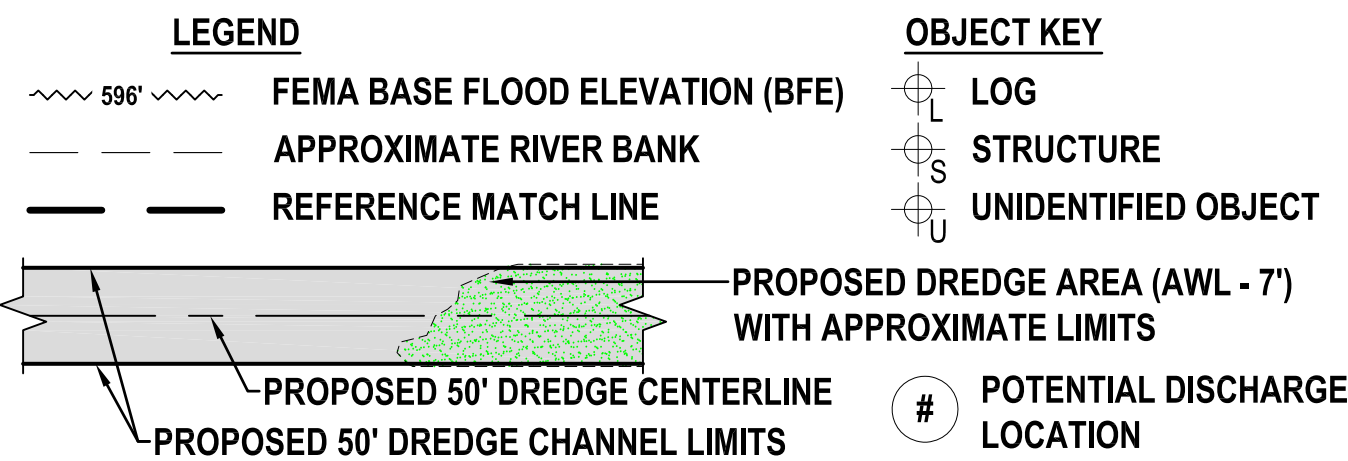 LEGEND
596' FEMA BASE FLOOD ELEVATION (BFE)
APPROXIMATE RIVER BANK
REFERENCE MATCH LINE
OBJECT KEY
L LOG
S STRUCTURE
U UNIDENTIFIED OBJECT
PROPOSED DREDGE AREA (AWL - 7')
WITH APPROXIMATE LIMITS
PROPOSED 50' DREDGE CENTERLINE
PROPOSED 50' DREDGE CHANNEL LIMITS
# POTENTIAL DISCHARGE
LOCATION